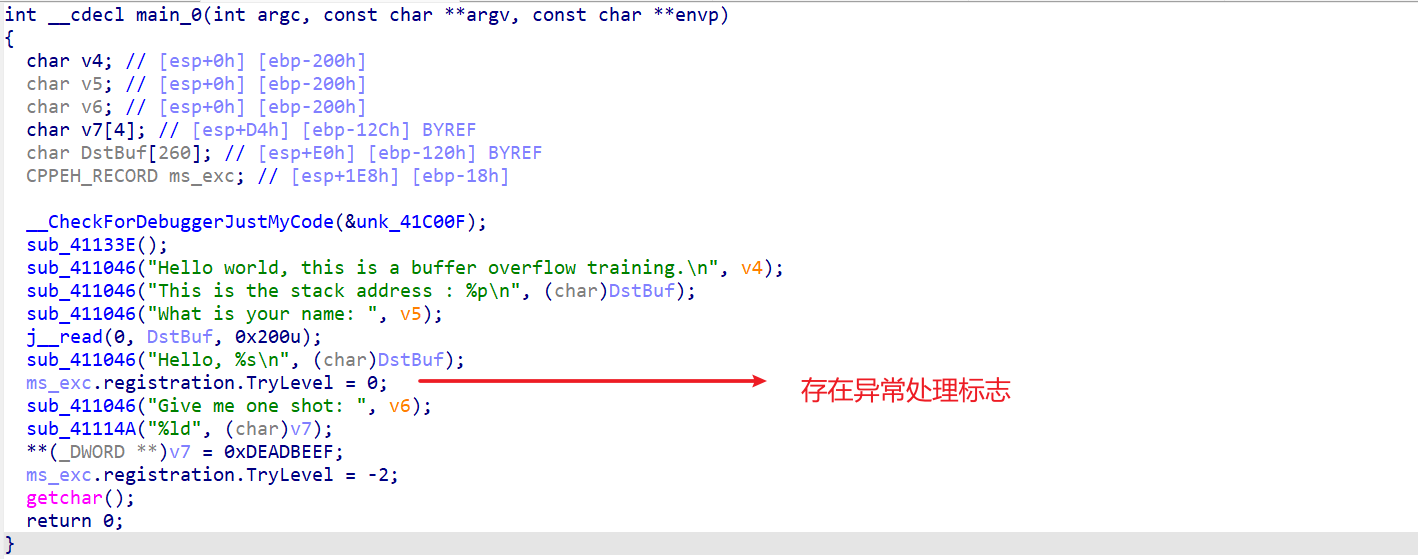 int __cdecl main_0(int argc, const char **argv, const char **envp)
{
  char v4; // [esp+0h] [ebp-200h]
  char v5; // [esp+0h] [ebp-200h]
  char v6; // [esp+0h] [ebp-200h]
  char v7[4]; // [esp+D4h] [ebp-12Ch] BYREF
  char DstBuf[260]; // [esp+E0h] [ebp-120h] BYREF
  CPPEH_RECORD ms_exc; // [esp+1E8h] [ebp-18h]

  __CheckForDebuggerJustMyCode(&unk_41C00F);
  sub_41133E();
  sub_411046("Hello world, this is a buffer overflow training.\n", v4);
  sub_411046("This is the stack address : %p\n", (char)DstBuf);
  sub_411046("What is your name: ", v5);
  j__read(0, DstBuf, 0x200u);
  sub_411046("Hello, %s\n", (char)DstBuf);
  ms_exc.registration.TryLevel = 0;
存在异常处理标志
  sub_411046("Give me one shot: ", v6);
  sub_41114A("%ld", (char)v7);
  **(_DWORD **)v7 = 0xDEADBEEF;
  ms_exc.registration.TryLevel = -2;
  getchar();
  return 0;
}